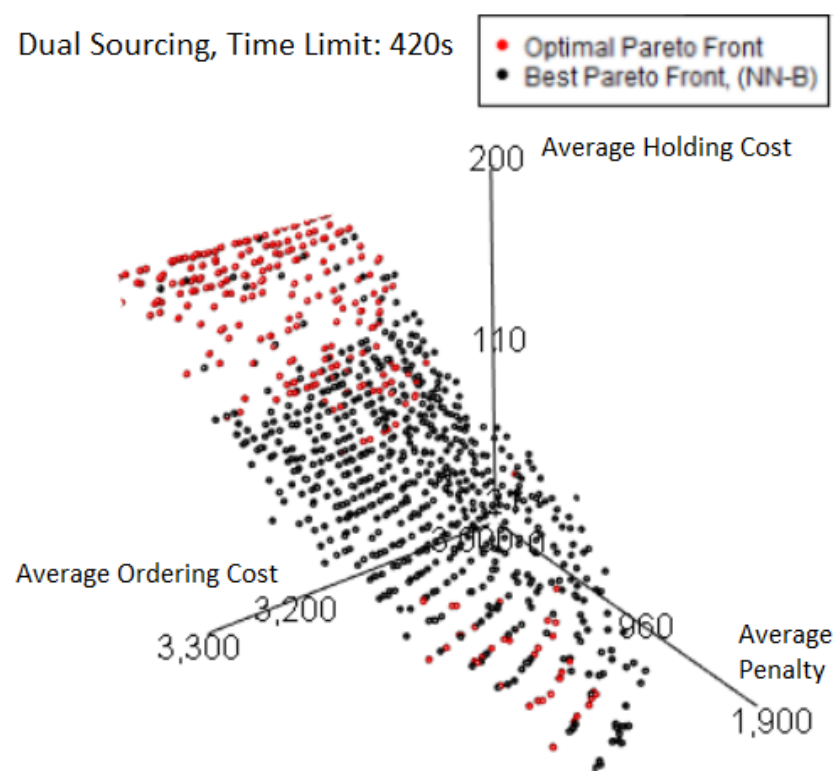 Dual Sourcing, Time Limit: 420s
Optimal Pareto Front
Best Pareto Front, (NN-B)
200
Average Holding Cost
110
Average Ordering Cost
3,200
3,300
960
Average
Penalty
1,900